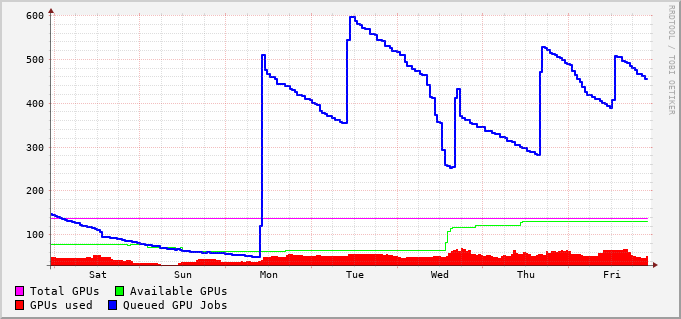 600
500
400
300
200
100
Sat Sun Mon Tue Wed Thu Fri
RRDTOOL / TOBI OETIKER
Total GPUs Available GPUs
GPUs used Queued GPU Jobs